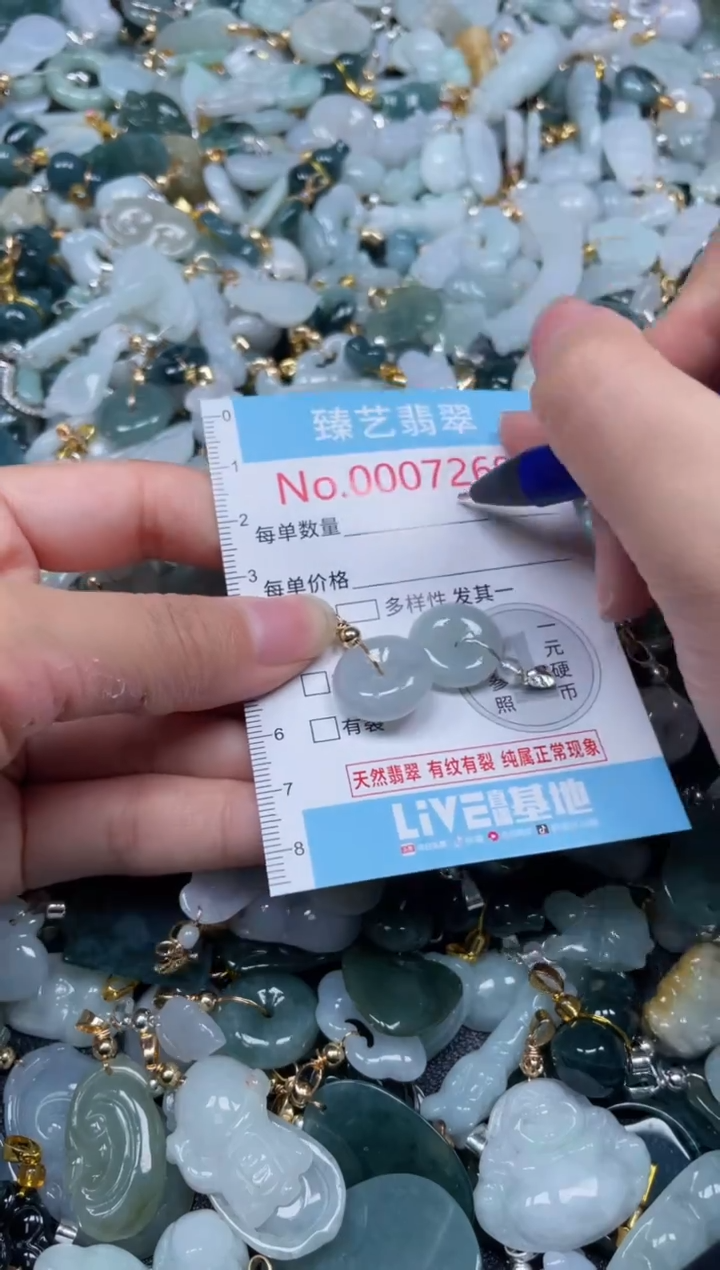 0
臻艺翡翠
1
No.000726
2
每单数量
3
每单价格
多样性 发其一
一元硬币
参照
6
有裂
天然翡翠 有纹有裂 纯属正常现象
7
LiVE直播基地
8